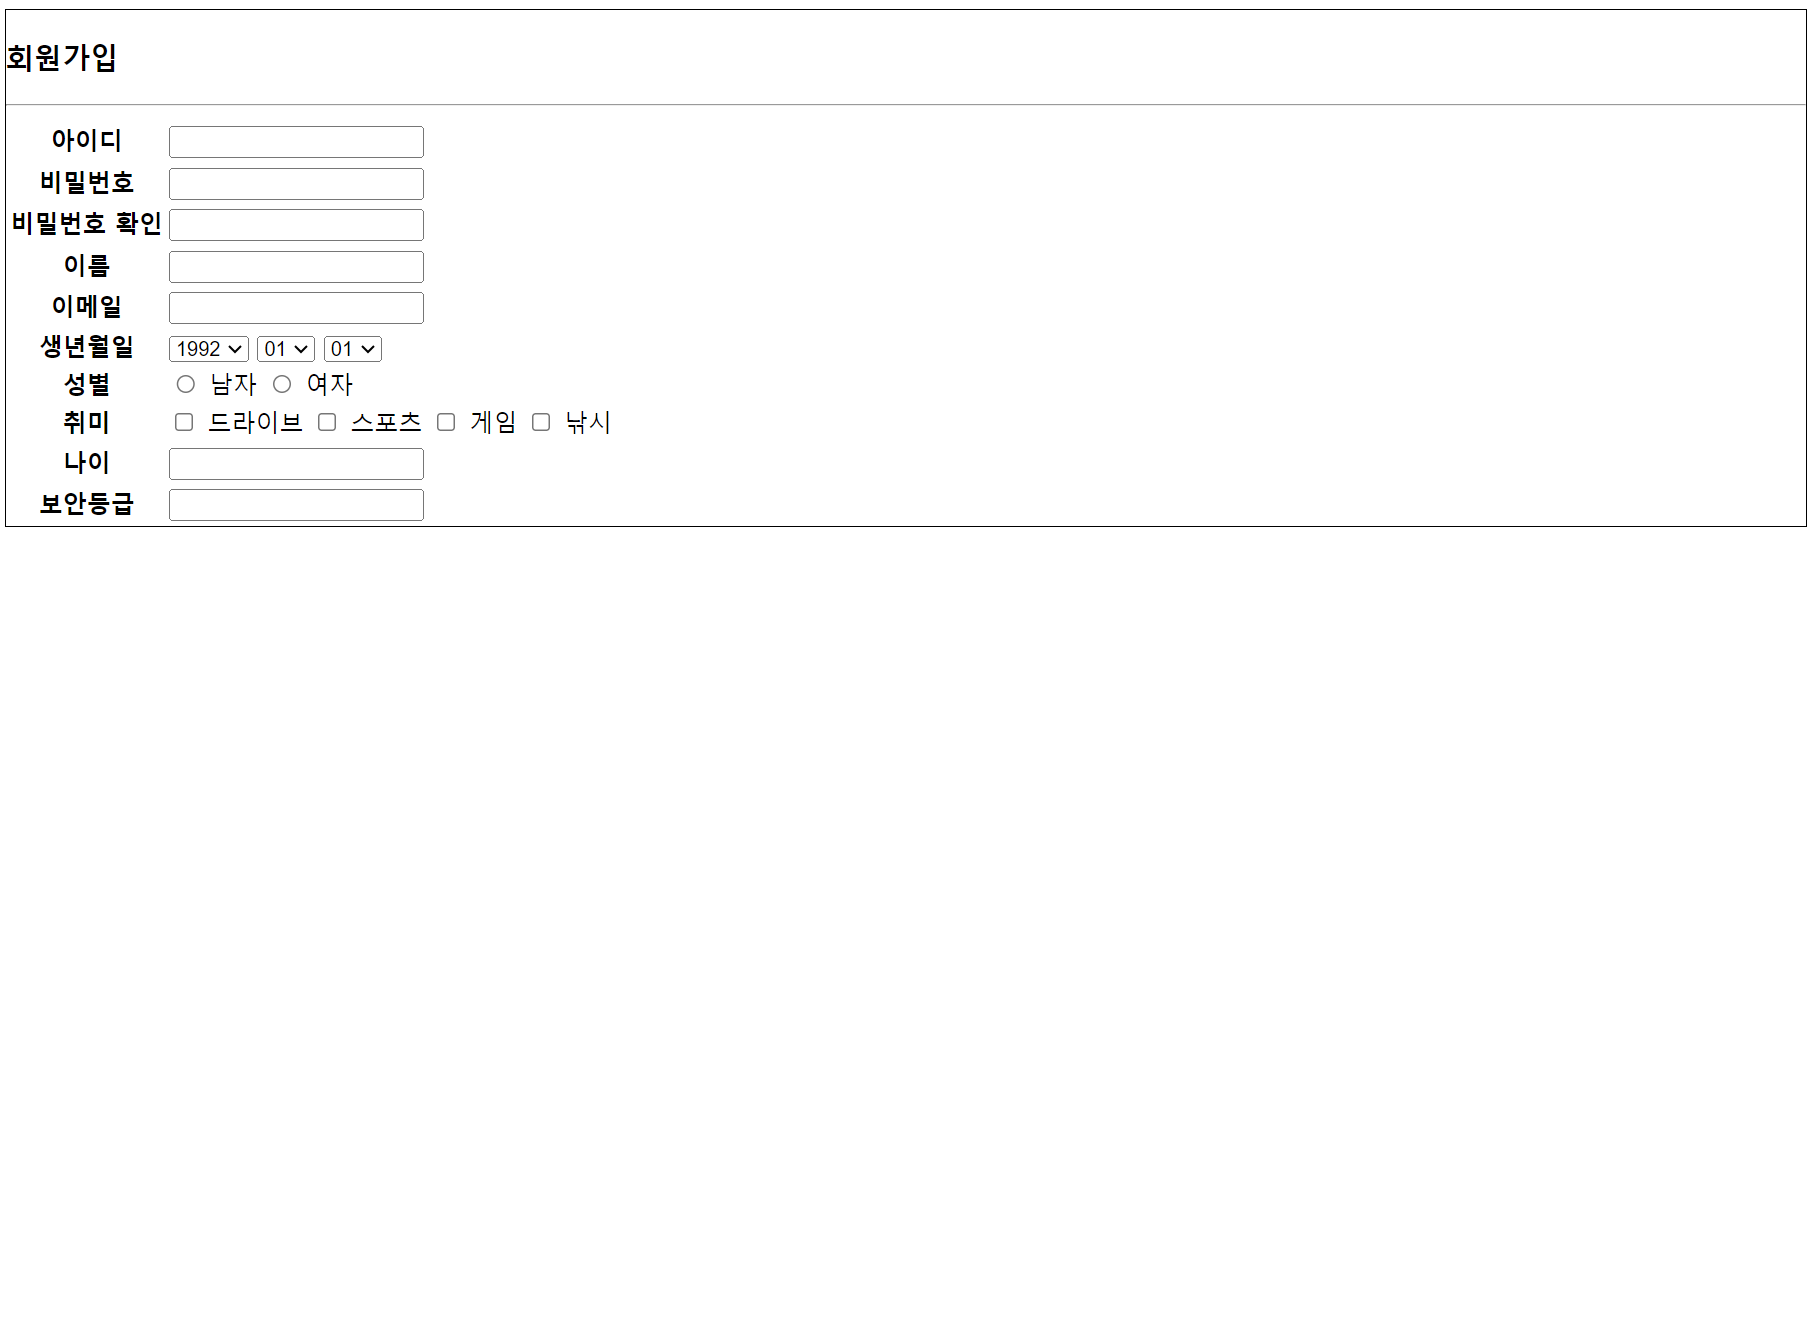 회원가입
아이디
비밀번호
비밀번호 확인
이름
이메일
생년월일 1992 01 01
성별 남자 여자
취미 드라이브 스포츠 게임 낚시
나이
보안등급